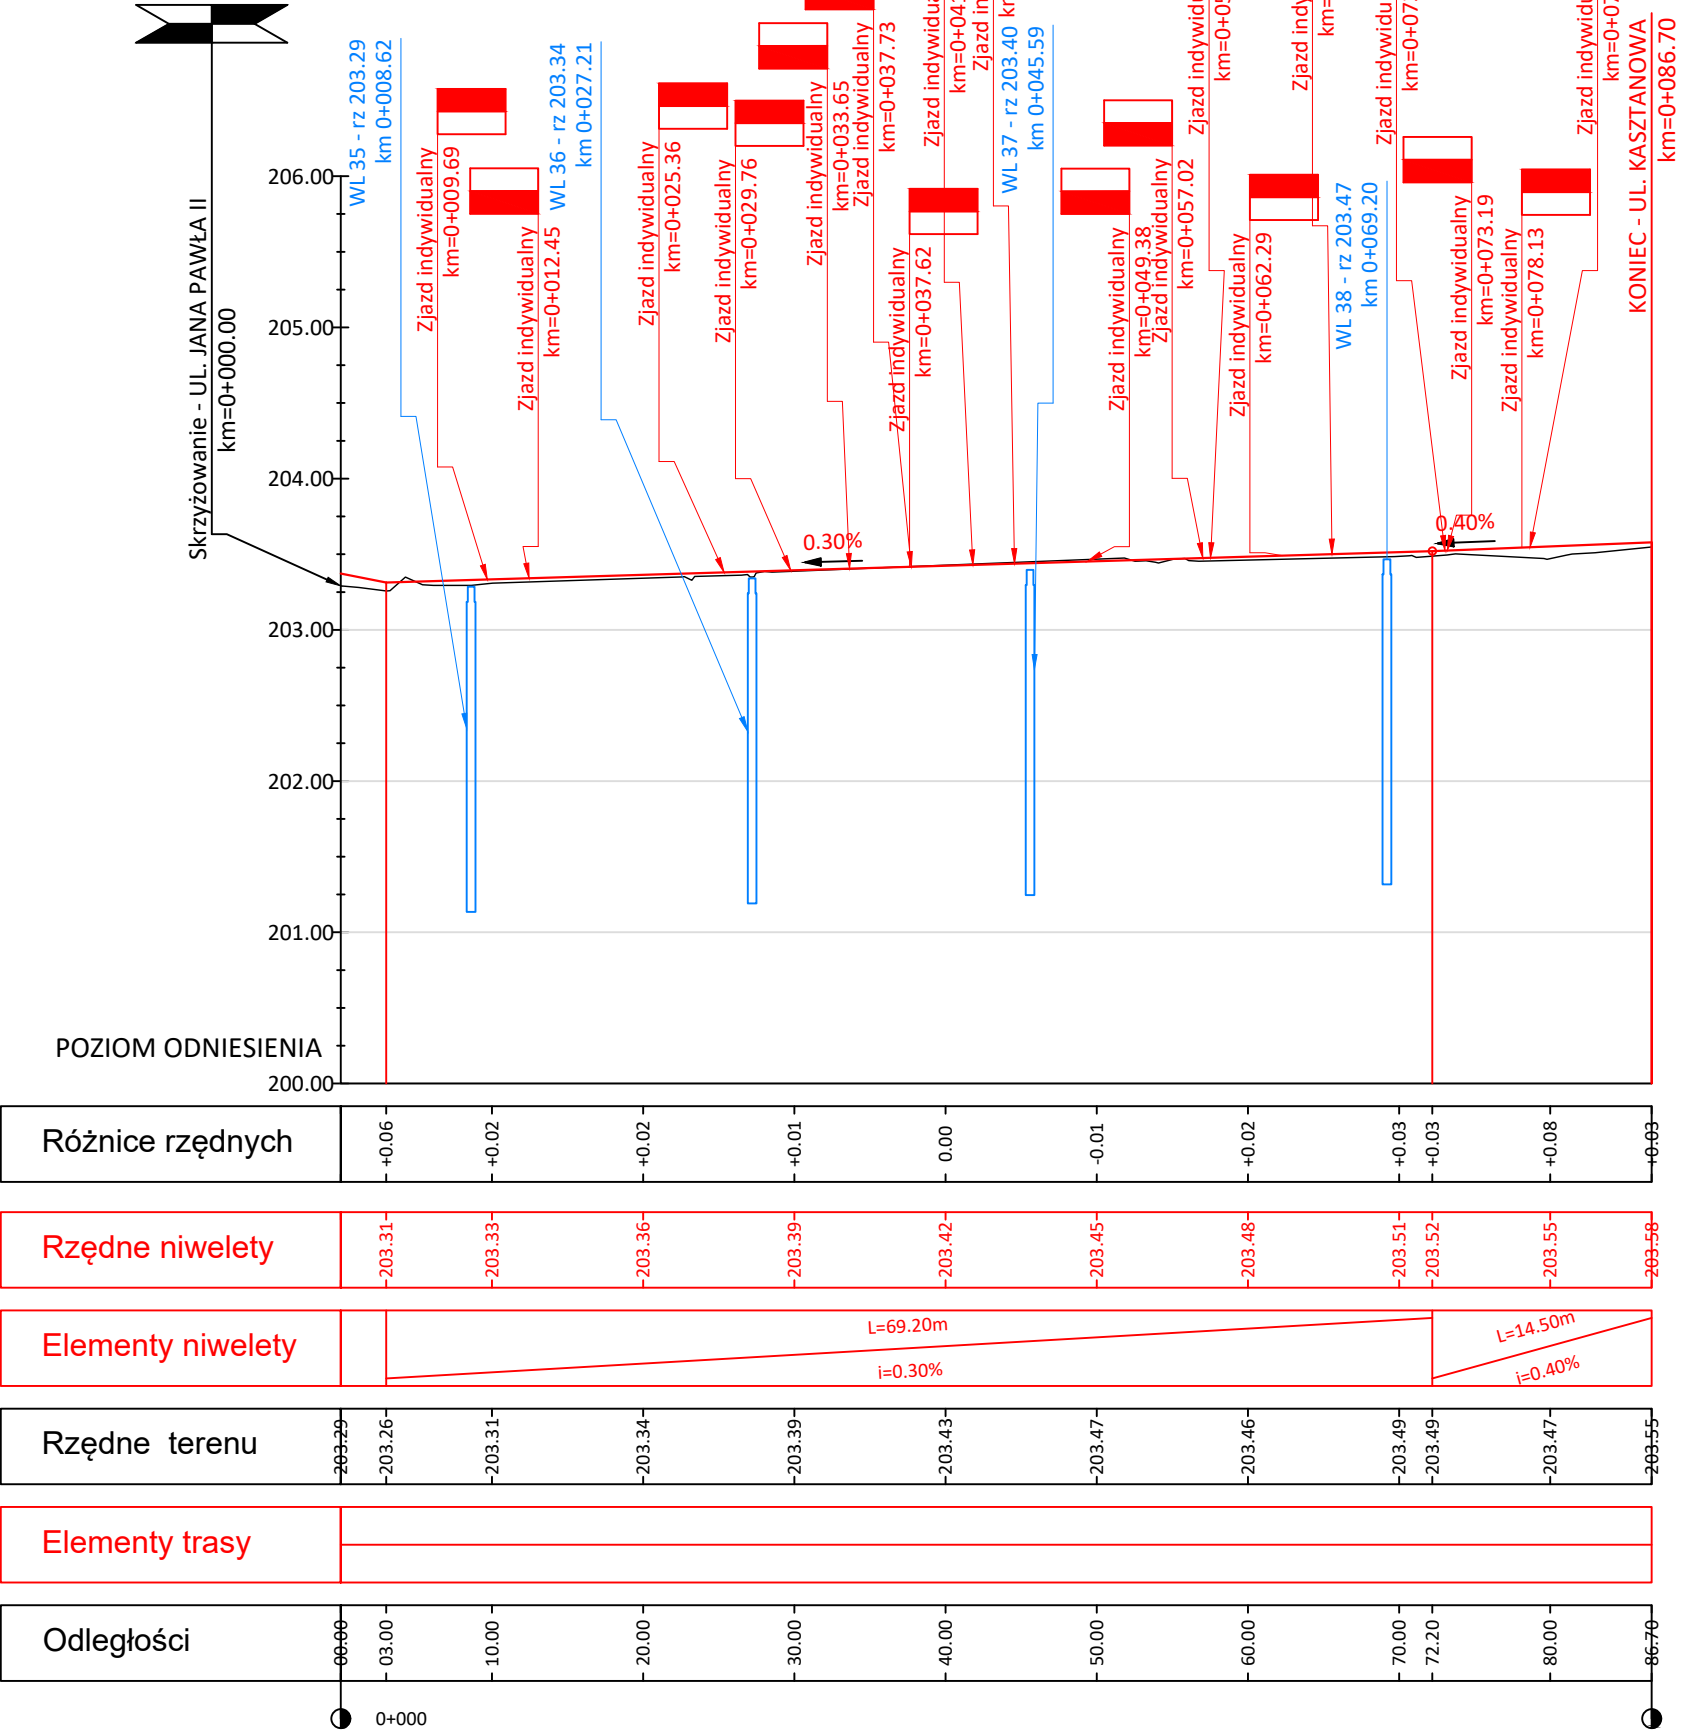 Skrzyżowanie - UL. JANA PAWŁA II
km=0+000.00
WL 35 - rz 203.29
km 0+008.62
Zjazd indywidualny
km=0+009.69
Zjazd indywidualny
km=0+012.45
WL 36 - rz 203.34
km 0+027.21
Zjazd indywidualny
km=0+025.36
Zjazd indywidualny
km=0+029.76
Zjazd indywidualny
km=0+033.65
Zjazd indywidualny
km=0+037.73
Zjazd indywidualny
km=0+037.62
WL 37 - rz 203.40
km 0+045.59
Zjazd indywidualny
km=0+049.38
Zjazd indywidualny
km=0+057.02
Zjazd indywidualny
km=0+062.29
WL 38 - rz 203.47
km 0+069.20
Zjazd indywidualny
km=0+073.19
Zjazd indywidualny
km=0+078.13
KONIEC - UL. KASZTANOWA
km=0+086.70
206.00
205.00
204.00
203.00
202.00
201.00
POZIOM ODNIESIENIA
200.00
0.30%
0.40%
Różnice rzędnych
+0.06 +0.02 +0.02 +0.01 0.00 -0.01 +0.02 +0.03 +0.03 +0.08 +0.03
Rzędne niwelety
203.31 203.33 203.36 203.39 203.42 203.45 203.48 203.51 203.52 203.55 203.58
Elementy niwelety
L=69.20m
i=0.30%
L=14.50m
i=0.40%
Rzędne terenu
203.29 203.26 203.31 203.34 203.39 203.43 203.47 203.46 203.49 203.49 203.47 203.55
Elementy trasy
Odległości
00.00 03.00 10.00 20.00 30.00 40.00 50.00 60.00 70.00 72.20 80.00 86.70
0+000